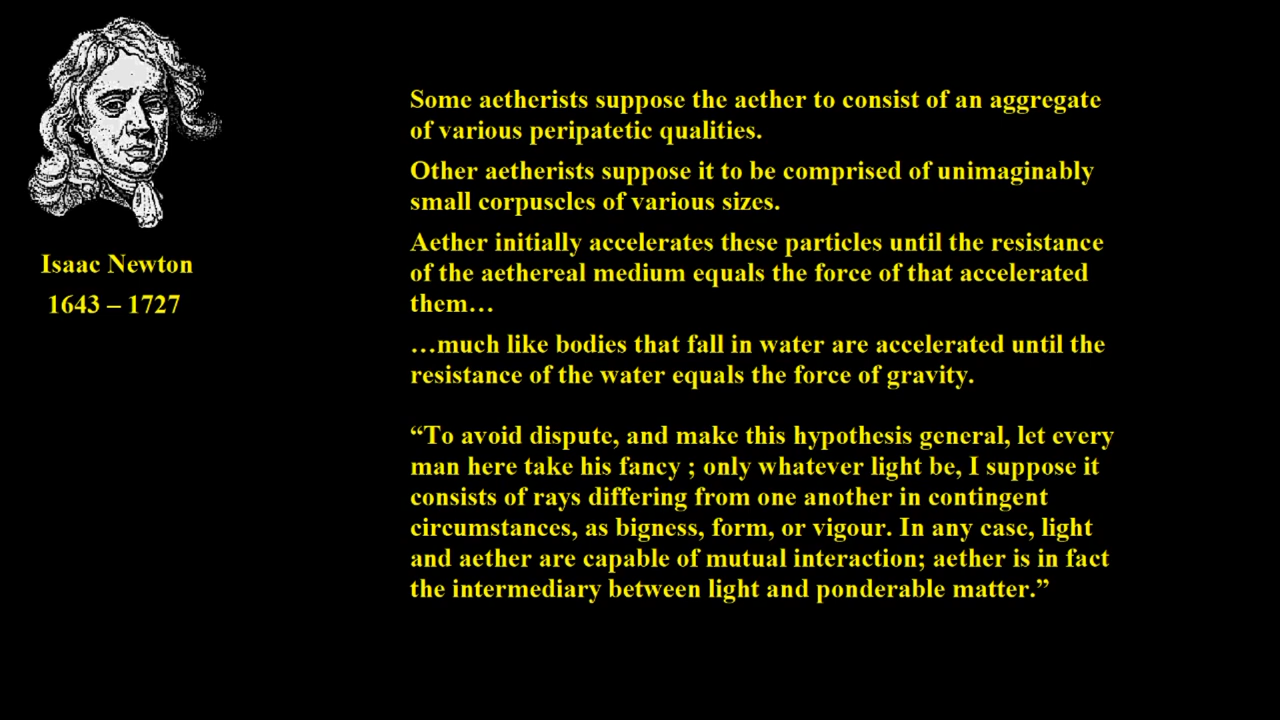 Isaac Newton
1643 – 1727
Some aetherists suppose the aether to consist of an aggregate
of various peripatetic qualities.
Other aetherists suppose it to be comprised of unimaginably
small corpuscles of various sizes.
Aether initially accelerates these particles until the resistance
of the aethereal medium equals the force of that accelerated
them…
…much like bodies that fall in water are accelerated until the
resistance of the water equals the force of gravity.
“To avoid dispute, and make this hypothesis general, let every
man here take his fancy ; only whatever light be, I suppose it
consists of rays differing from one another in contingent
circumstances, as bigness, form, or vigour. In any case, light
and aether are capable of mutual interaction; aether is in fact
the intermediary between light and ponderable matter.”